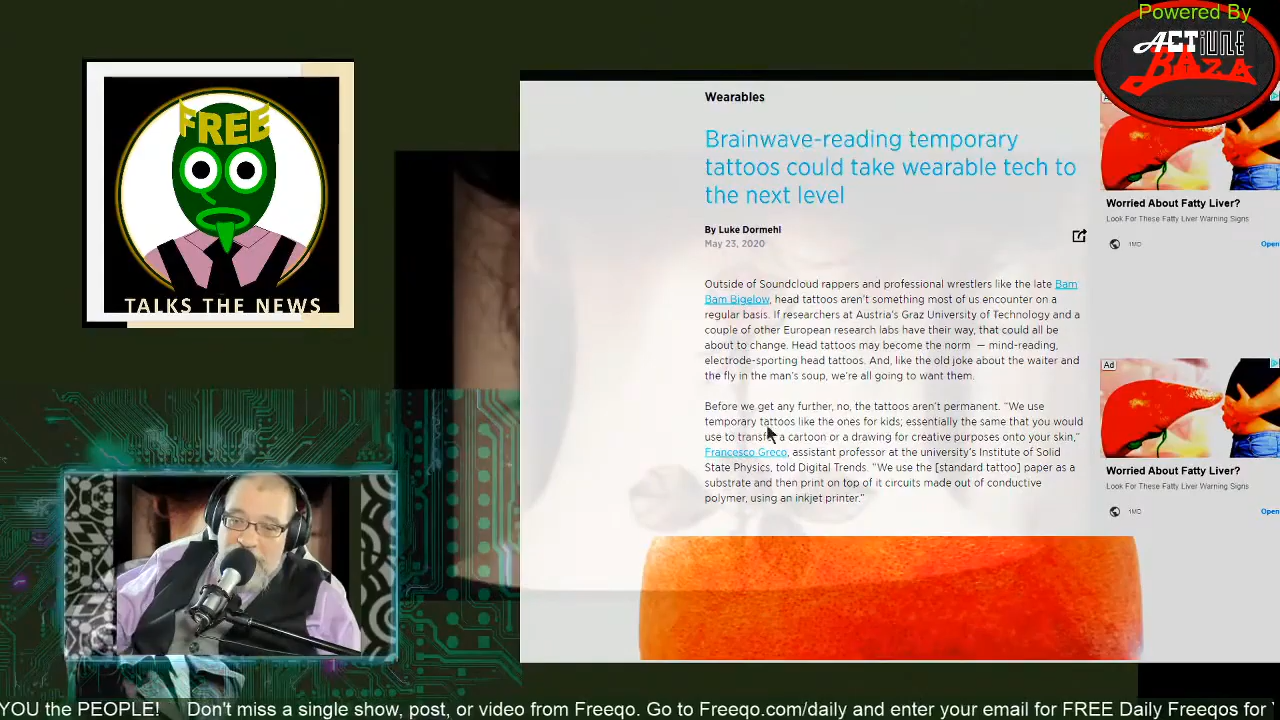 Powered By
ACTiUNE
BAZA
FREE
TALKS THE NEWS
Wearables
Brainwave-reading temporary
tattoos could take wearable tech to
the next level
By Luke Dormehl
May 23, 2020
Outside of Soundcloud rappers and professional wrestlers like the late Bam
Bam Bigelow, head tattoos aren't something most of us encounter on a
regular basis. If researchers at Austria's Graz University of Technology and a
couple of other European research labs have their way, that could all be
about to change. Head tattoos may become the norm — mind-reading,
electrode-sporting head tattoos. And, like the old joke about the waiter and
the fly in the man's soup, we're all going to want them.
Before we get any further, no, the tattoos aren't permanent. "We use
temporary tattoos like the ones for kids; essentially the same that you would
use to transfer a cartoon or a drawing for creative purposes onto your skin,"
Francesco Greco, assistant professor at the university's Institute of Solid
State Physics, told Digital Trends. "We use the [standard tattoo] paper as a
substrate and then print on top of it circuits made out of conductive
polymer, using an inkjet printer."
Worried About Fatty Liver?
Look For These Fatty Liver Warning Signs
1MD
Open
Ad
Worried About Fatty Liver?
Look For These Fatty Liver Warning Signs
1MD
Open
YOU the PEOPLE! Don't miss a single show, post, or video from Freeqo. Go to Freeqo.com/daily and enter your email for FREE Daily Freeqos for